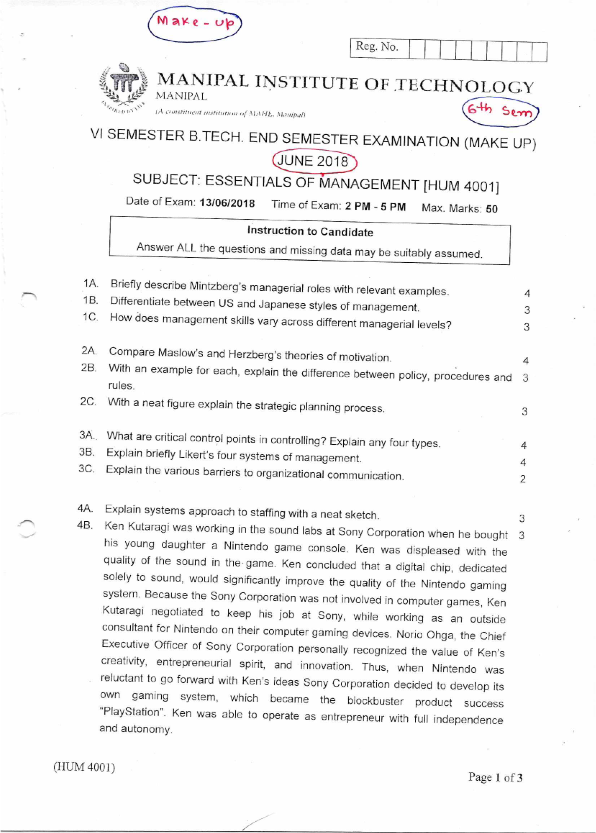 Make-up
Reg. No.
MANIPAL INSTITUTE OF TECHNOLOGY
MANIPAL
(A constituent institution of MAHE, Manipal)
6th Sem
VI SEMESTER B.TECH. END SEMESTER EXAMINATION (MAKE UP)
JUNE 2018
SUBJECT: ESSENTIALS OF MANAGEMENT [HUM 4001]
Date of Exam: 13/06/2018 Time of Exam: 2 PM - 5 PM Max. Marks: 50
Instruction to Candidate
Answer ALL the questions and missing data may be suitably assumed.
1A. Briefly describe Mintzberg's managerial roles with relevant examples. 4
1B. Differentiate between US and Japanese styles of management. 3
1C. How does management skills vary across different managerial levels? 3
2A. Compare Maslow's and Herzberg's theories of motivation. 4
2B. With an example for each, explain the difference between policy, procedures and 3
rules.
2C. With a neat figure explain the strategic planning process. 3
3A. What are critical control points in controlling? Explain any four types. 4
3B. Explain briefly Likert's four systems of management. 4
3C. Explain the various barriers to organizational communication. 2
4A. Explain systems approach to staffing with a neat sketch. 3
4B. Ken Kutaragi was working in the sound labs at Sony Corporation when he bought 3
his young daughter a Nintendo game console. Ken was displeased with the
quality of the sound in the game. Ken concluded that a digital chip, dedicated
solely to sound, would significantly improve the quality of the Nintendo gaming
system. Because the Sony Corporation was not involved in computer games, Ken
Kutaragi negotiated to keep his job at Sony, while working as an outside
consultant for Nintendo on their computer gaming devices. Norio Ohga, the Chief
Executive Officer of Sony Corporation personally recognized the value of Ken's
creativity, entrepreneurial spirit, and innovation. Thus, when Nintendo was
reluctant to go forward with Ken's ideas Sony Corporation decided to develop its
own gaming system, which became the blockbuster product success
"PlayStation". Ken was able to operate as entrepreneur with full independence
and autonomy.
(HUM 4001)
Page 1 of 3